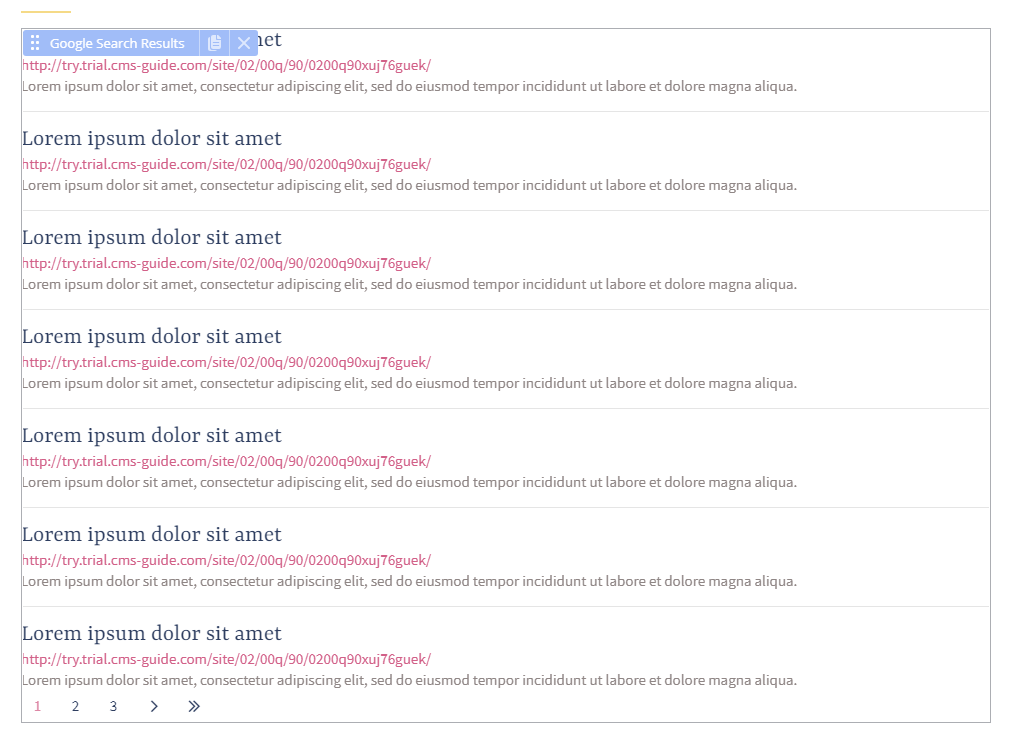 Google Search Results
http://try.trial.cms-guide.com/site/02/00q/90/0200q90xuj76guek/
Lorem ipsum dolor sit amet, consectetur adipiscing elit, sed do eiusmod tempor incididunt ut labore et dolore magna aliqua.
Lorem ipsum dolor sit amet
http://try.trial.cms-guide.com/site/02/00q/90/0200q90xuj76guek/
Lorem ipsum dolor sit amet, consectetur adipiscing elit, sed do eiusmod tempor incididunt ut labore et dolore magna aliqua.
Lorem ipsum dolor sit amet
http://try.trial.cms-guide.com/site/02/00q/90/0200q90xuj76guek/
Lorem ipsum dolor sit amet, consectetur adipiscing elit, sed do eiusmod tempor incididunt ut labore et dolore magna aliqua.
Lorem ipsum dolor sit amet
http://try.trial.cms-guide.com/site/02/00q/90/0200q90xuj76guek/
Lorem ipsum dolor sit amet, consectetur adipiscing elit, sed do eiusmod tempor incididunt ut labore et dolore magna aliqua.
Lorem ipsum dolor sit amet
http://try.trial.cms-guide.com/site/02/00q/90/0200q90xuj76guek/
Lorem ipsum dolor sit amet, consectetur adipiscing elit, sed do eiusmod tempor incididunt ut labore et dolore magna aliqua.
Lorem ipsum dolor sit amet
http://try.trial.cms-guide.com/site/02/00q/90/0200q90xuj76guek/
Lorem ipsum dolor sit amet, consectetur adipiscing elit, sed do eiusmod tempor incididunt ut labore et dolore magna aliqua.
Lorem ipsum dolor sit amet
http://try.trial.cms-guide.com/site/02/00q/90/0200q90xuj76guek/
Lorem ipsum dolor sit amet, consectetur adipiscing elit, sed do eiusmod tempor incididunt ut labore et dolore magna aliqua.
1 2 3